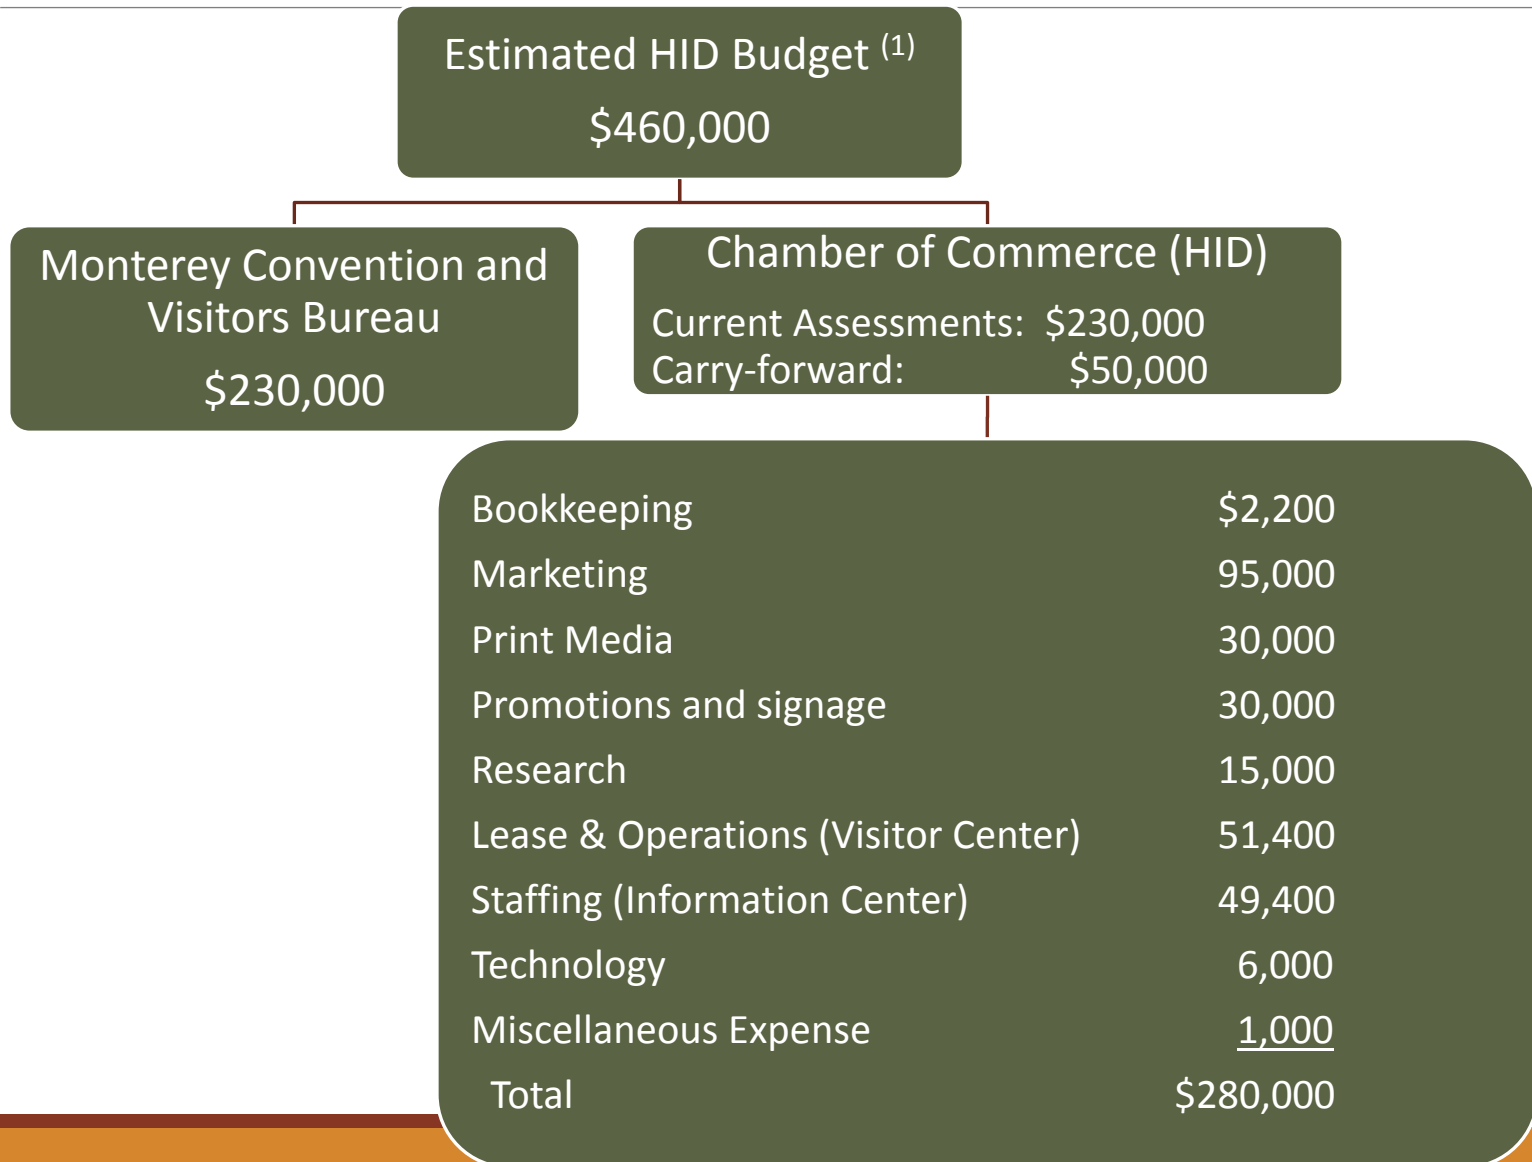 Estimated HID Budget (1)
$460,000
Monterey Convention and
Visitors Bureau
$230,000
Chamber of Commerce (HID)
Current Assessments: $230,000
Carry-forward: $50,000
Bookkeeping $2,200
Marketing 95,000
Print Media 30,000
Promotions and signage 30,000
Research 15,000
Lease & Operations (Visitor Center) 51,400
Staffing (Information Center) 49,400
Technology 6,000
Miscellaneous Expense 1,000
Total $280,000